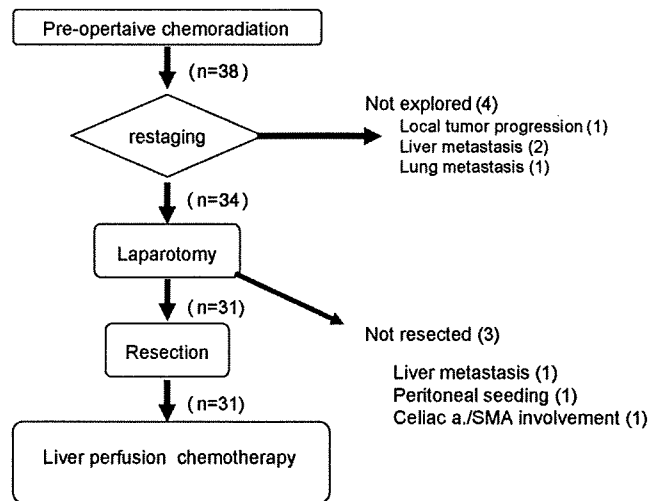 Pre-opertaive chemoradiation
(n=38)
restaging
Not explored (4)
Local tumor progression (1)
Liver metastasis (2)
Lung metastasis (1)
(n=34)
Laparotomy
(n=31)
Not resected (3)
Resection
Liver metastasis (1)
Peritoneal seeding (1)
Celiac a./SMA involvement (1)
(n=31)
Liver perfusion chemotherapy